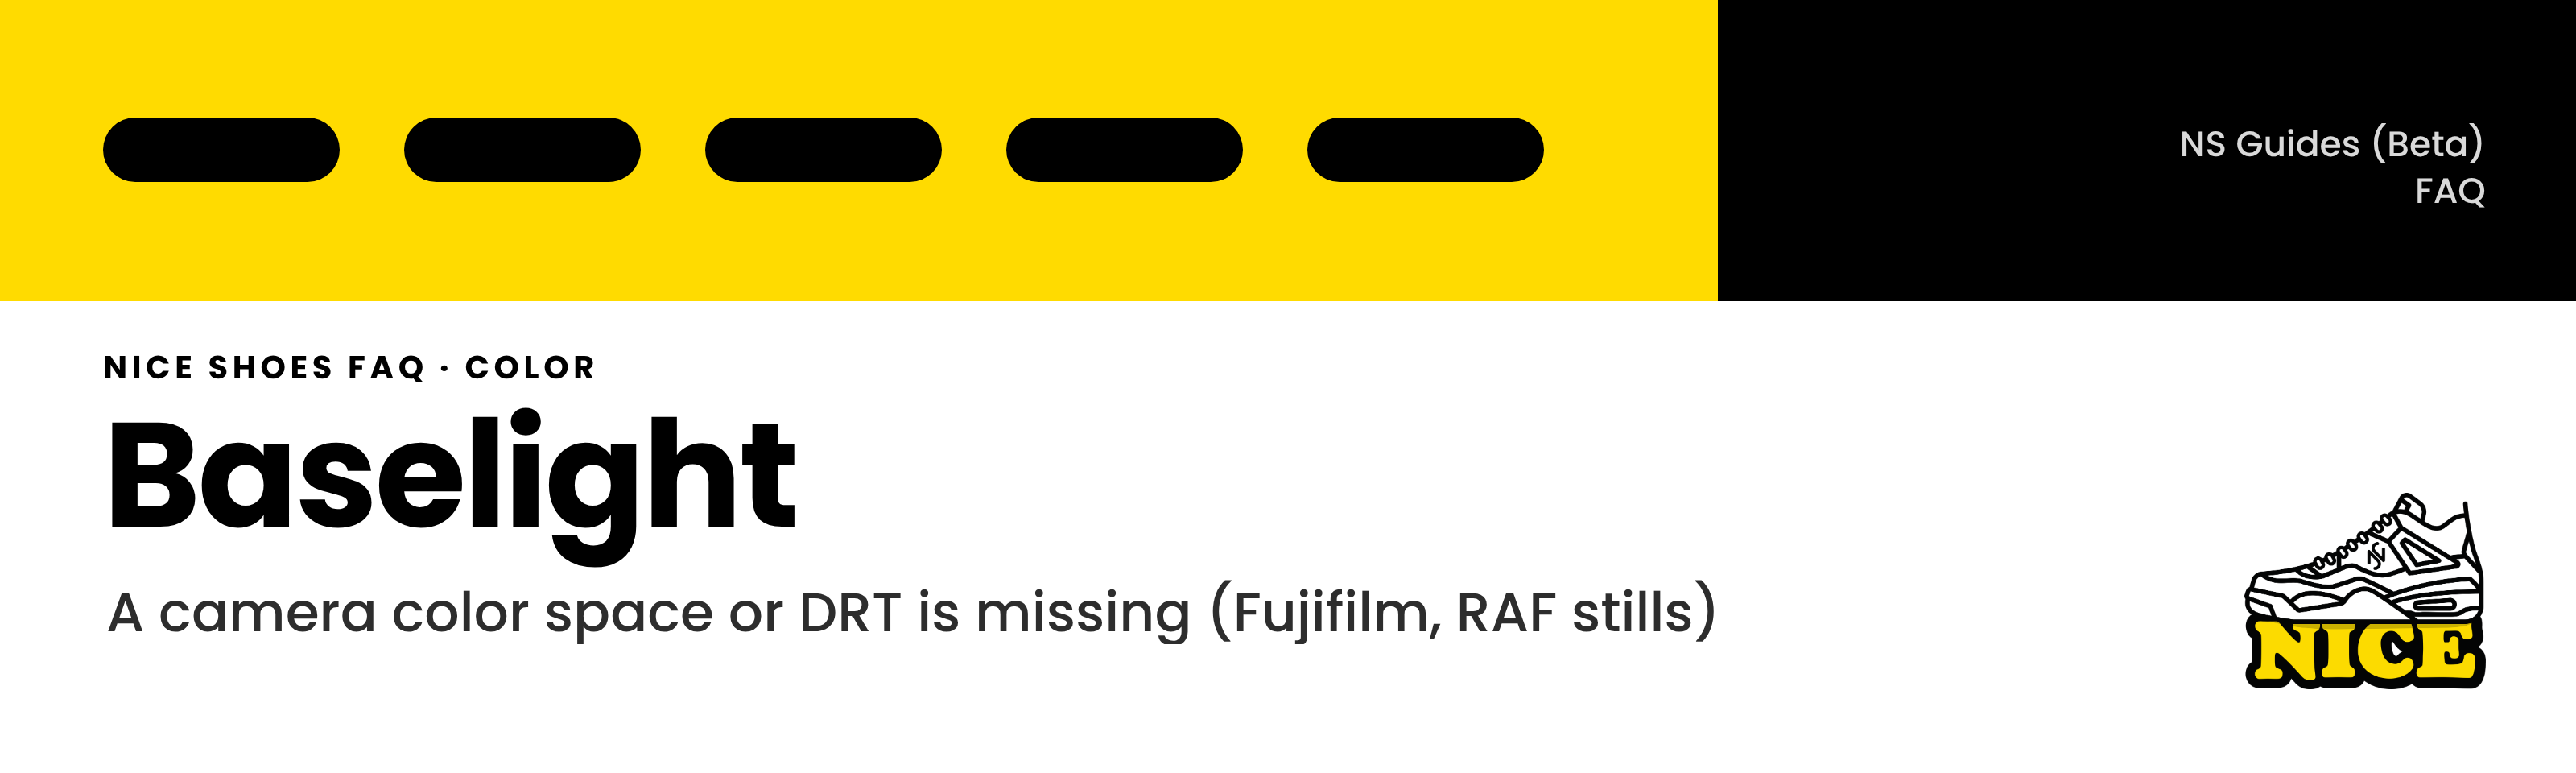 NS Guides (Beta)
FAQ
NICE SHOES FAQ · COLOR
Baselight
A camera color space or DRT is missing (Fujifilm, RAF stills)
NICE